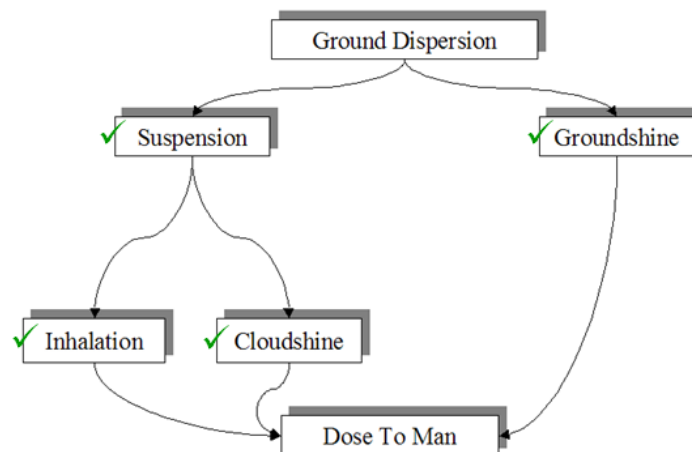 Ground Dispersion
Suspension
Groundshine
Inhalation
Cloudshine
Dose To Man